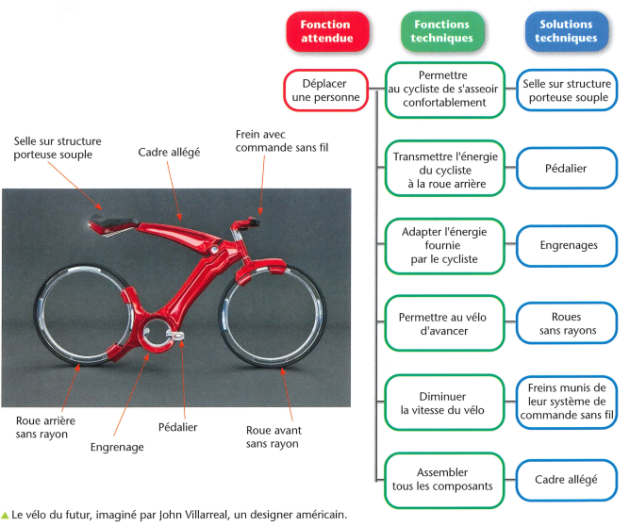 Fonction
attendue
Fonctions
techniques
Solutions
techniques
Déplacer
une personne
Permettre
au cycliste de s'asseoir
confortablement
Selle sur structure
porteuse souple
Transmettre l'énergie
du cycliste
à la roue arrière
Pédalier
Adapter l'énergie
fournie
par le cycliste
Engrenages
Permettre au vélo
d'avancer
Roues
sans rayons
Diminuer
la vitesse du vélo
Freins munis de
leur système de
commande sans fil
Assembler
tous les composants
Cadre allégé
Selle sur structure
porteuse souple
Cadre allégé
Frein avec
commande sans fil
Roue arrière
sans rayon
Engrenage
Pédalier
Roue avant
sans rayon
Le vélo du futur, imaginé par John Villarreal, un designer américain.